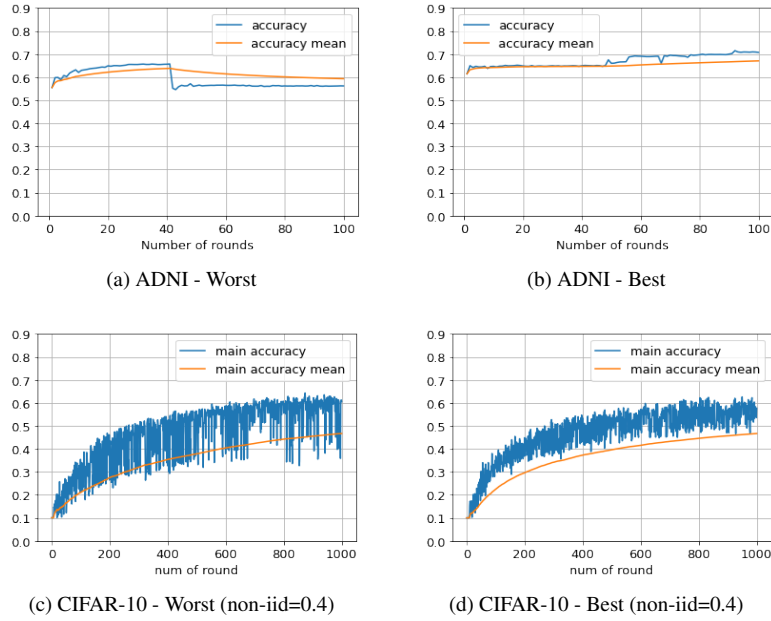 0.9
0.8
0.7
0.6
0.5
0.4
0.3
0.2
0.1
0.0
accuracy
accuracy mean
0 20 40 60 80 100
Number of rounds
(a) ADNI - Worst
0.9
0.8
0.7
0.6
0.5
0.4
0.3
0.2
0.1
0.0
accuracy
accuracy mean
0 20 40 60 80 100
Number of rounds
(b) ADNI - Best
0.9
0.8
0.7
0.6
0.5
0.4
0.3
0.2
0.1
0.0
main accuracy
main accuracy mean
0 200 400 600 800 1000
num of round
(c) CIFAR-10 - Worst (non-iid=0.4)
0.9
0.8
0.7
0.6
0.5
0.4
0.3
0.2
0.1
0.0
main accuracy
main accuracy mean
0 200 400 600 800 1000
num of round
(d) CIFAR-10 - Best (non-iid=0.4)